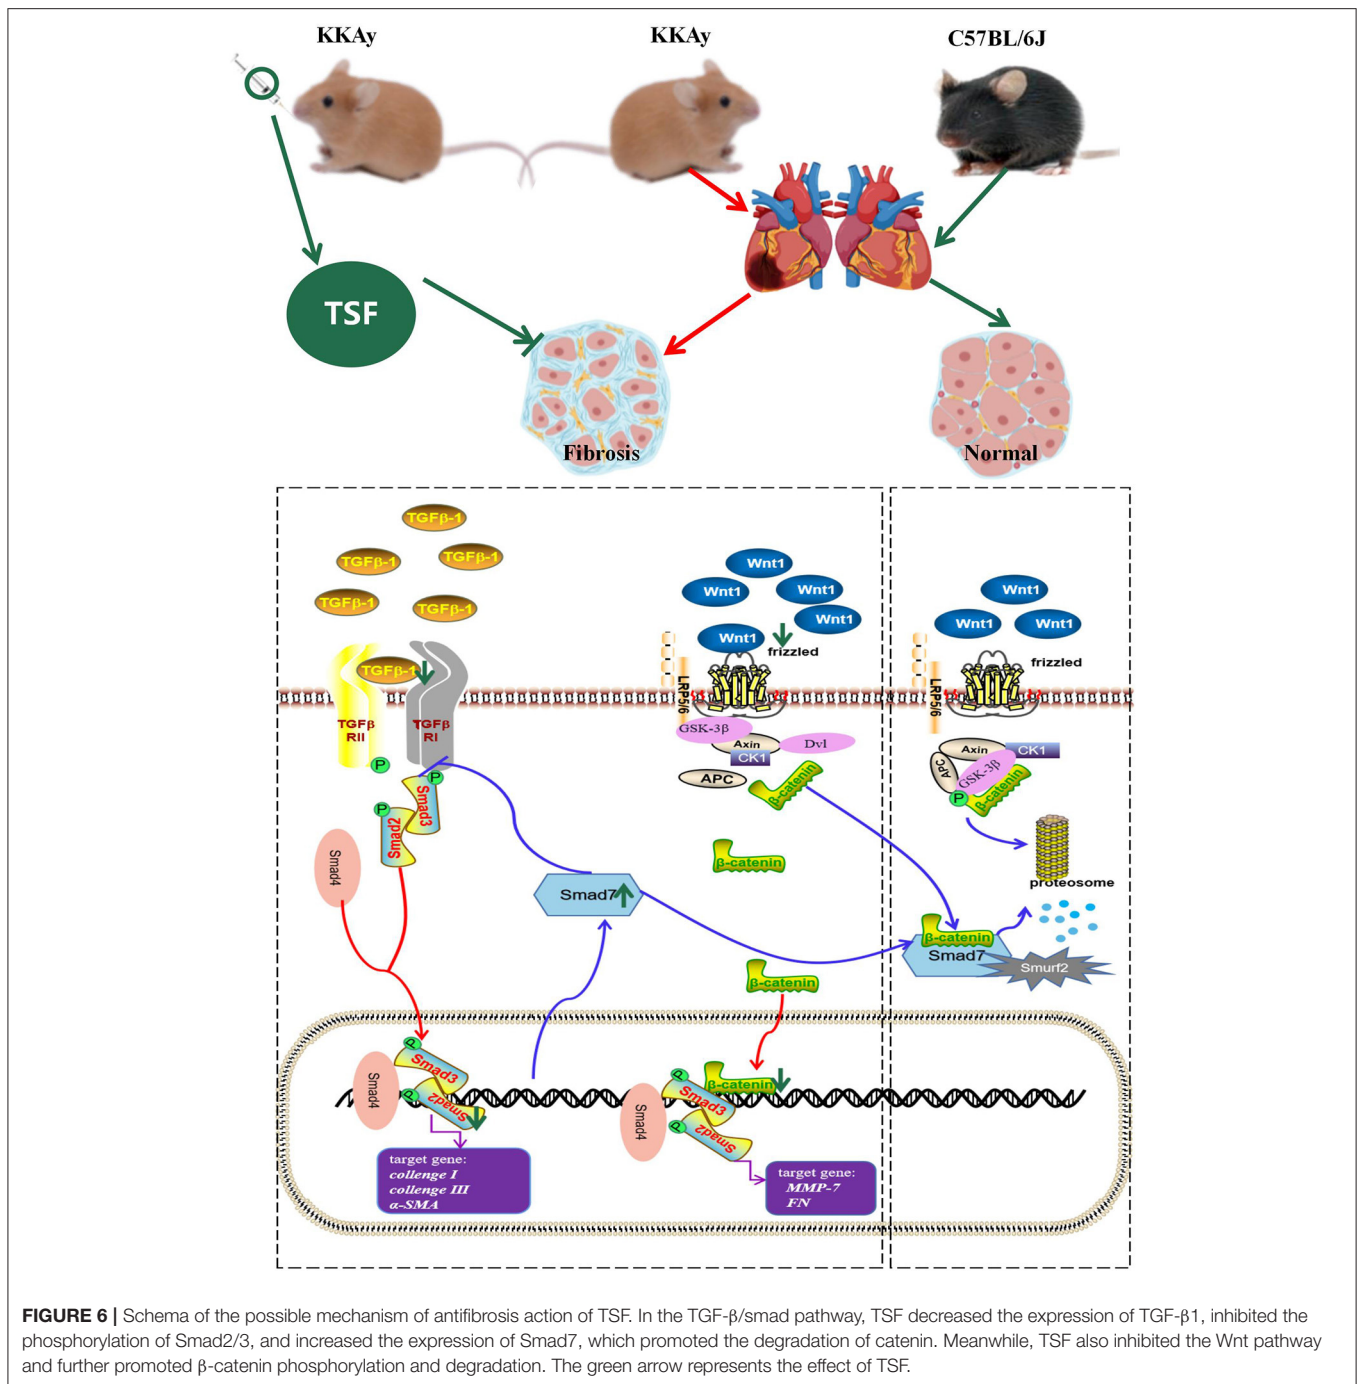 KKAy
KKAy
C57BL/6J
TSF
Fibrosis
Normal
TGFβ-1
TGFβ-1
TGFβ-1
TGFβ-1
TGFβ-1
TGFβ-1
TGFβ
RII
TGFβ
RI
P
P
Smad3
P
Smad2
Smad4
Wnt1
Wnt1
Wnt1
Wnt1
Wnt1
frizzled
LRP5/6
GSK-3β
Axin
CK1
Dvl
APC
β-catenin
β-catenin
Smad7
β-catenin
Wnt1
Wnt1
Wnt1
frizzled
LRP5/6
Axin
CK1
APC
GSK-3β
P
β-catenin
proteosome
β-catenin
Smad7
Smurf2
P
Smad3
Smad4
P
Smad2
target gene:
collenge I
collenge III
α-SMA
β-catenin
P
Smad3
Smad4
P
Smad2
target gene:
MMP-7
FN
FIGURE 6 | Schema of the possible mechanism of antifibrosis action of TSF. In the TGF-β/smad pathway, TSF decreased the expression of TGF-β1, inhibited the
phosphorylation of Smad2/3, and increased the expression of Smad7, which promoted the degradation of catenin. Meanwhile, TSF also inhibited the Wnt pathway
and further promoted β-catenin phosphorylation and degradation. The green arrow represents the effect of TSF.